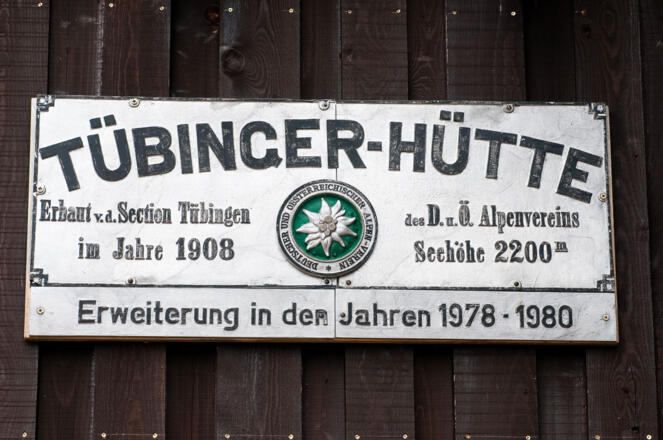 TÜBINGER-HÜTTE
Erbaut v.d. Section Tübingen
im Jahre 1908
DEUTSCHER UND OESTERREICHISCHER ALPEN-VEREIN
des D.u.Ö. Alpenvereins
Seehöhe 2200m
Erweiterung in den Jahren 1978 - 1980